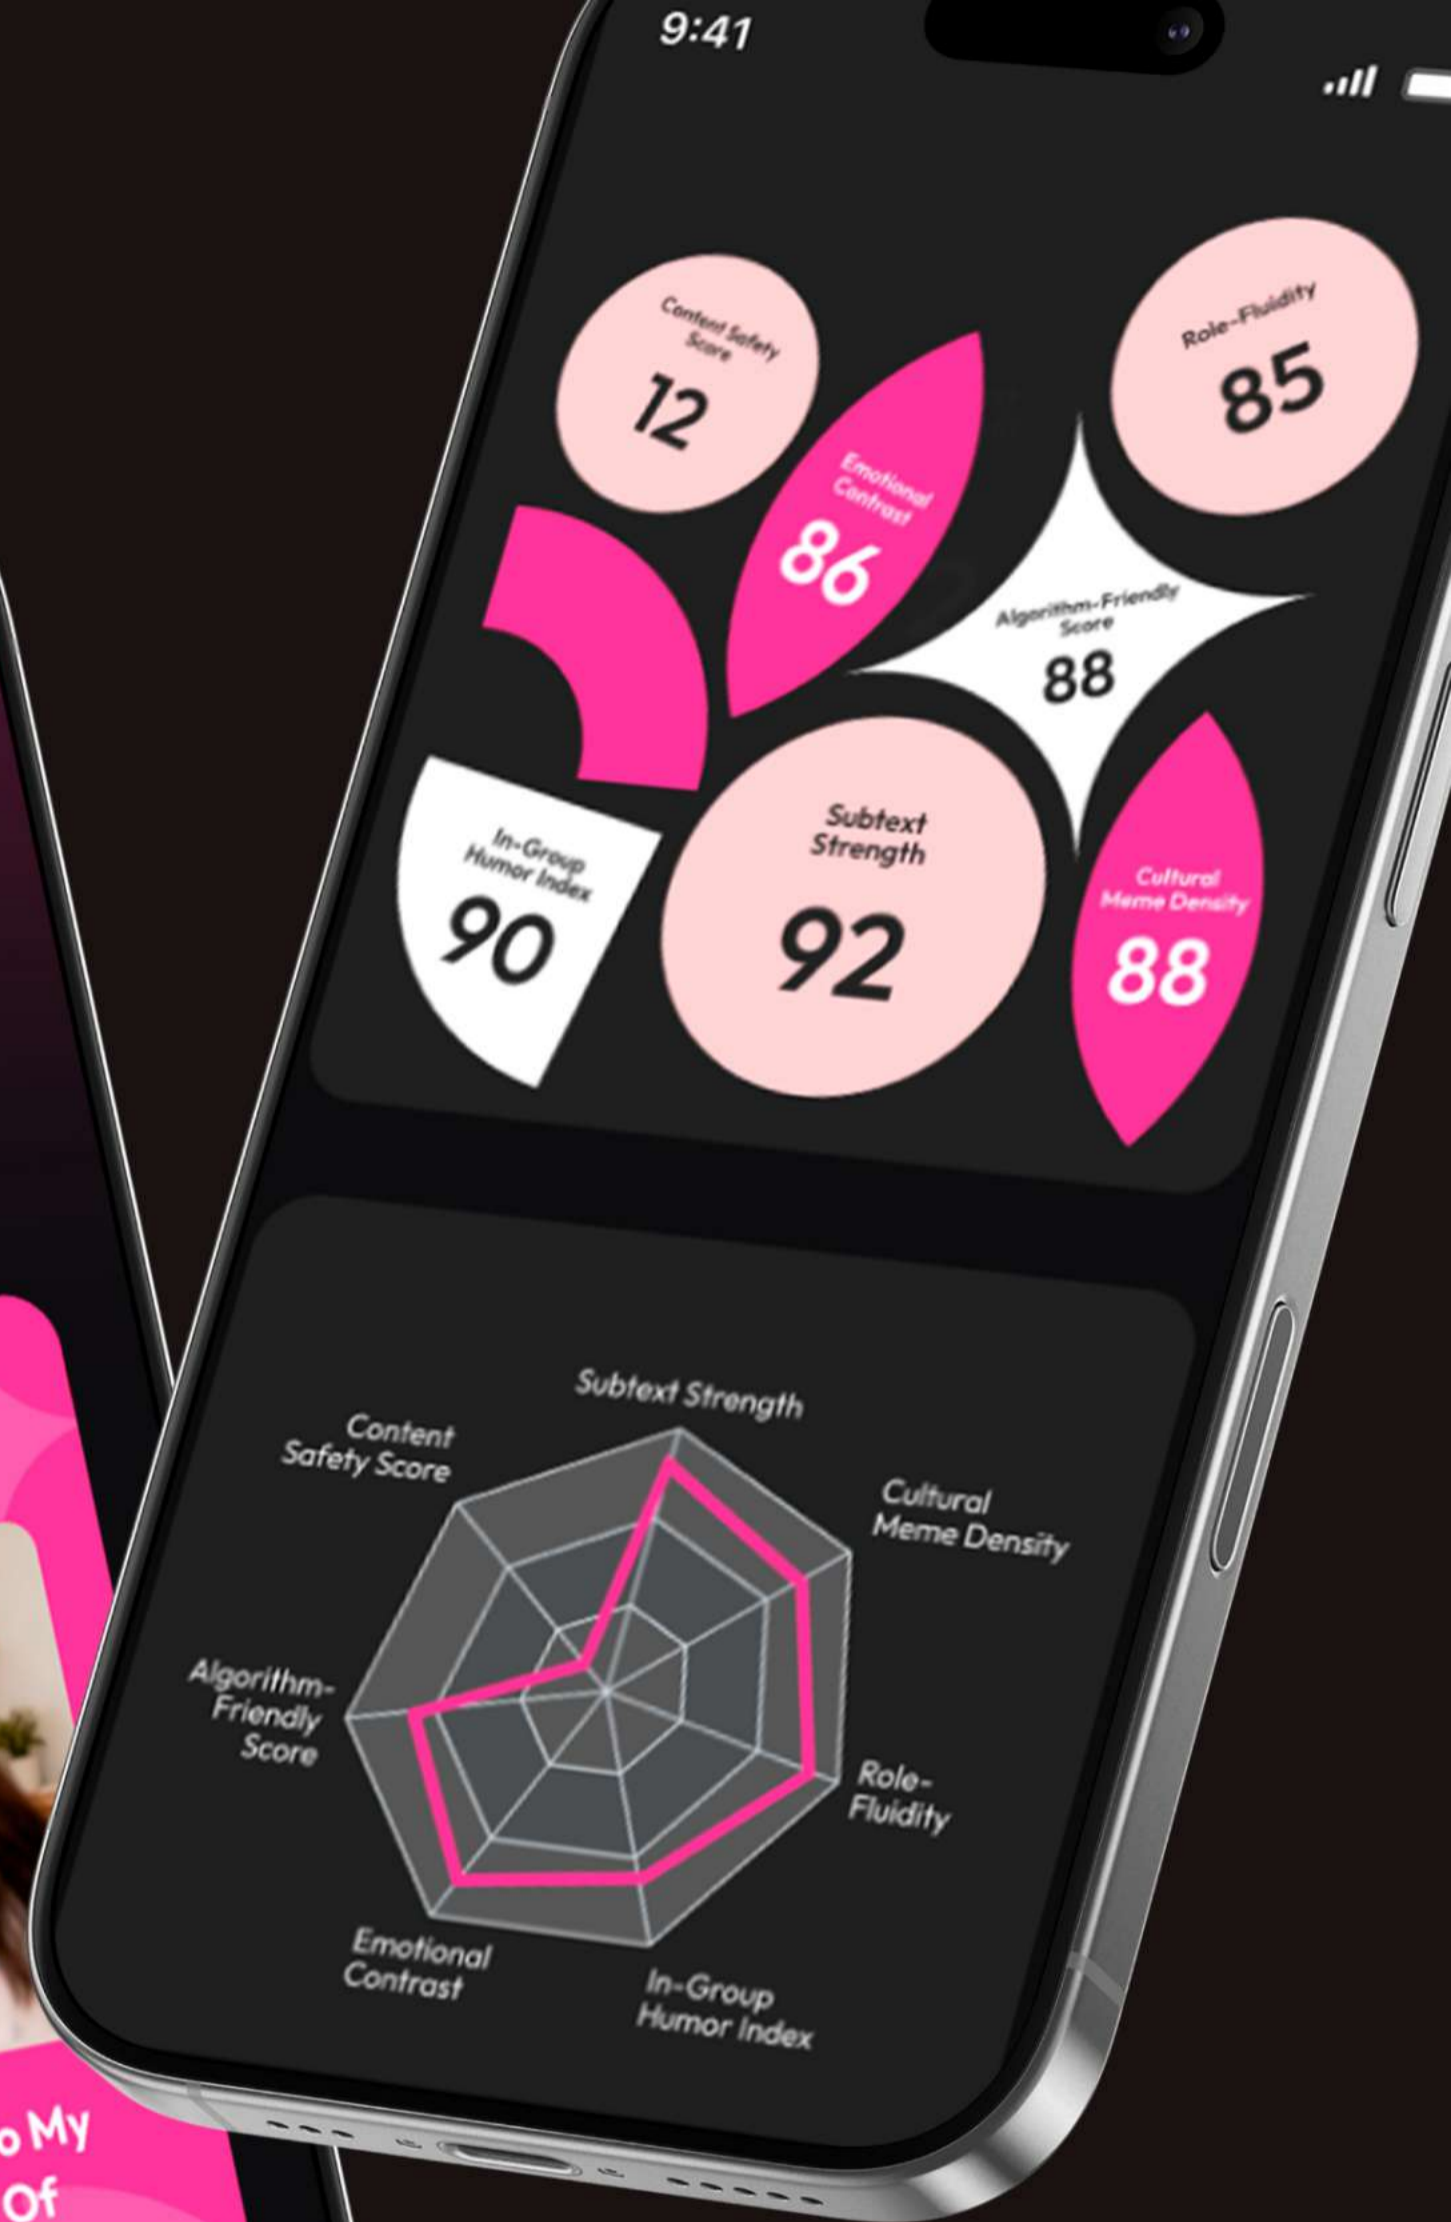 9:41
Content Safety
Score
12
Role-Fluidity
85
Emotional
Contrast
86
Algorithm-Friendly
Score
88
In-Group
Humor Index
90
Subtext
Strength
92
Cultural
Meme Density
88
Subtext Strength
Content
Safety Score
Cultural
Meme Density
Algorithm-
Friendly
Score
Role-
Fluidity
Emotional
Contrast
In-Group
Humor Index
o My
Of